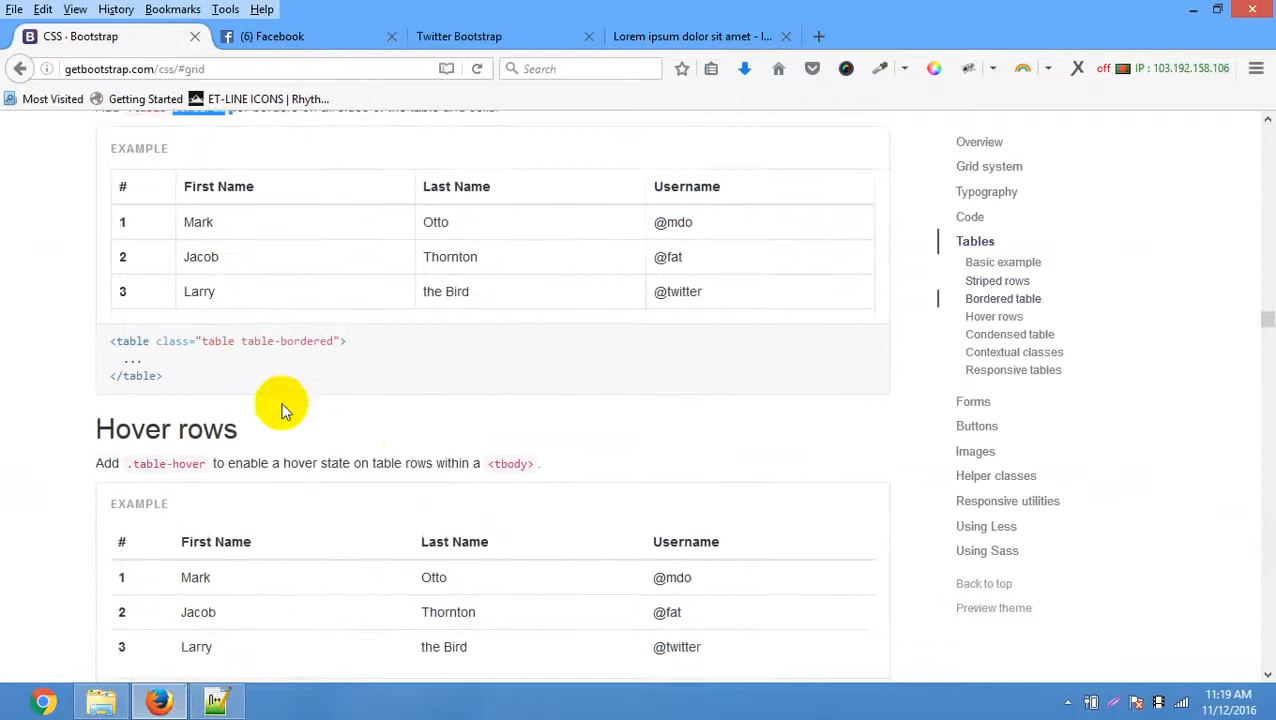 File Edit View History Bookmarks Tools Help
CSS · Bootstrap
(6) Facebook
Twitter Bootstrap
Lorem ipsum dolor sit amet - l...
getbootstrap.com/css/#grid
Search
off IP : 103.192.158.106
Most Visited Getting Started ET-LINE ICONS | Rhyth...
EXAMPLE
# First Name Last Name Username
1 Mark Otto @mdo
2 Jacob Thornton @fat
3 Larry the Bird @twitter
<table class="table table-bordered">
...
</table>
Hover rows
Add .table-hover to enable a hover state on table rows within a <tbody>.
EXAMPLE
# First Name Last Name Username
1 Mark Otto @mdo
2 Jacob Thornton @fat
3 Larry the Bird @twitter
Overview
Grid system
Typography
Code
Tables
Basic example
Striped rows
Bordered table
Hover rows
Condensed table
Contextual classes
Responsive tables
Forms
Buttons
Images
Helper classes
Responsive utilities
Using Less
Using Sass
Back to top
Preview theme
11:19 AM
11/12/2016